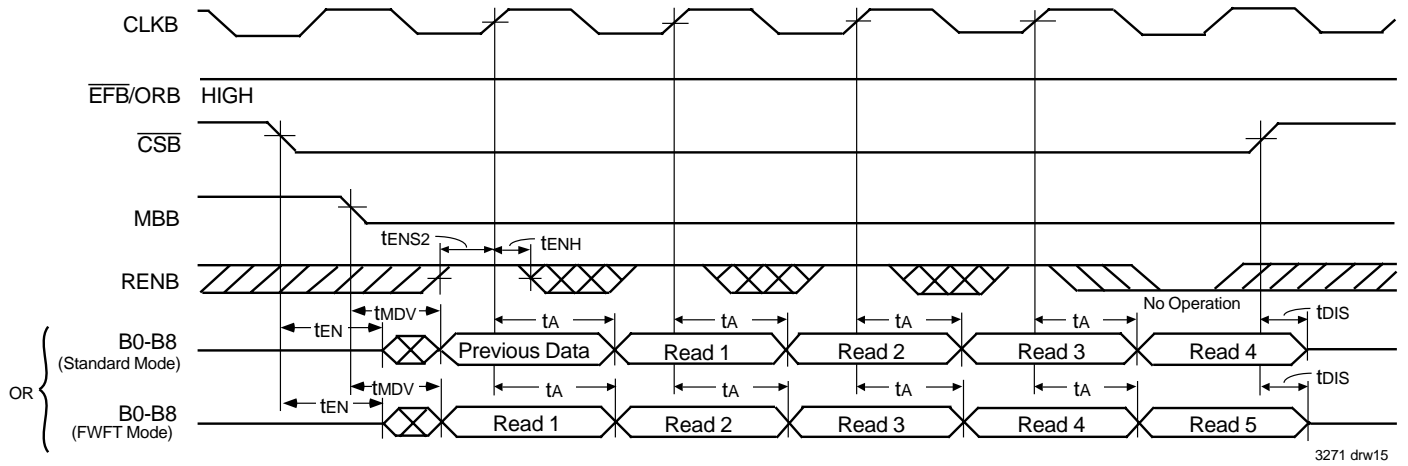 CLKB
EFB/ORB HIGH
CSB
MBB
tENS2 tENH
RENB
No Operation
tEN tMDV tA tA tA tA tDIS
B0-B8 Previous Data Read 1 Read 2 Read 3 Read 4
(Standard Mode)
OR
tEN tMDV tA tA tA tA tDIS
B0-B8 Read 1 Read 2 Read 3 Read 4 Read 5
(FWFT Mode)
3271 drw15